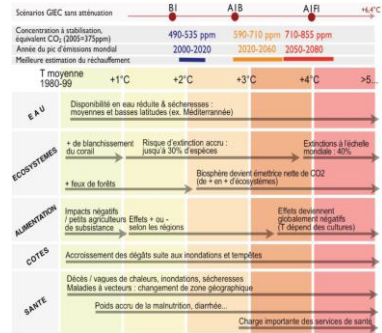 Scénarios GIEC sans atténuation
B1 A1B A1FI
+6,4°C
Concentration à stabilisation,
équivalent CO₂ (2005=375ppm)
490-535 ppm 590-710 ppm 710-855 ppm
Année du pic d'émissions mondial
2000-2020 2020-2060 2050-2080
Meilleure estimation du réchauffement
T moyenne
1980-99
+1°C +2°C +3°C +4°C >5...
EAU
Disponibilité en eau réduite & sécheresses :
moyennes et basses latitudes (ex. Méditerrannée)
ECOSYSTEMES
+ de blanchissement
du corail
Risque d'extinction accru :
jusqu'à 30% d'espèces
Extinctions à l'échelle
mondiale : 40%
+ feux de forêts
Biosphère devient émettrice nette de CO2
(de + en + d'écosystèmes)
ALIMENTATION
Impacts négatifs
/ petits agriculteurs
de subsistance
Effets + ou -
selon les régions
Effets deviennent
globalement négatifs
(T dépend des cultures)
COTES
Accroissement des dégâts suite aux inondations et tempêtes
SANTE
Décès / vagues de chaleurs, inondations, sécheresses
Maladies à vecteurs : changement de zone géographique
Poids accru de la malnutrition, diarrhée...
Charge importante des services de santé